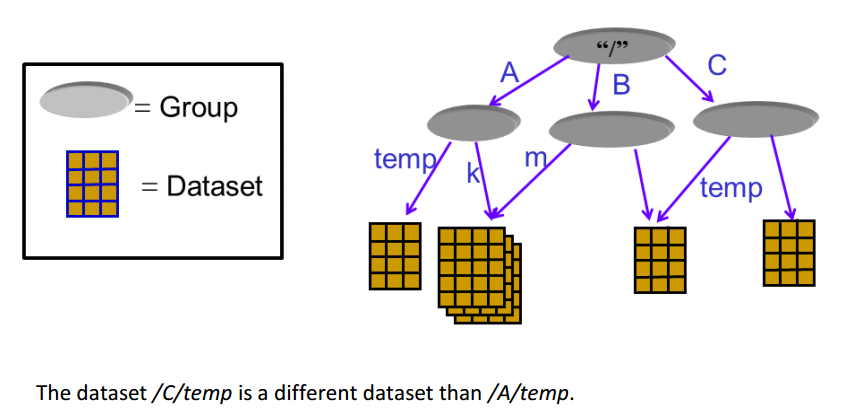 “/”
A
B
C
= Group
temp
k
m
= Dataset
temp
The dataset /C/temp is a different dataset than /A/temp.